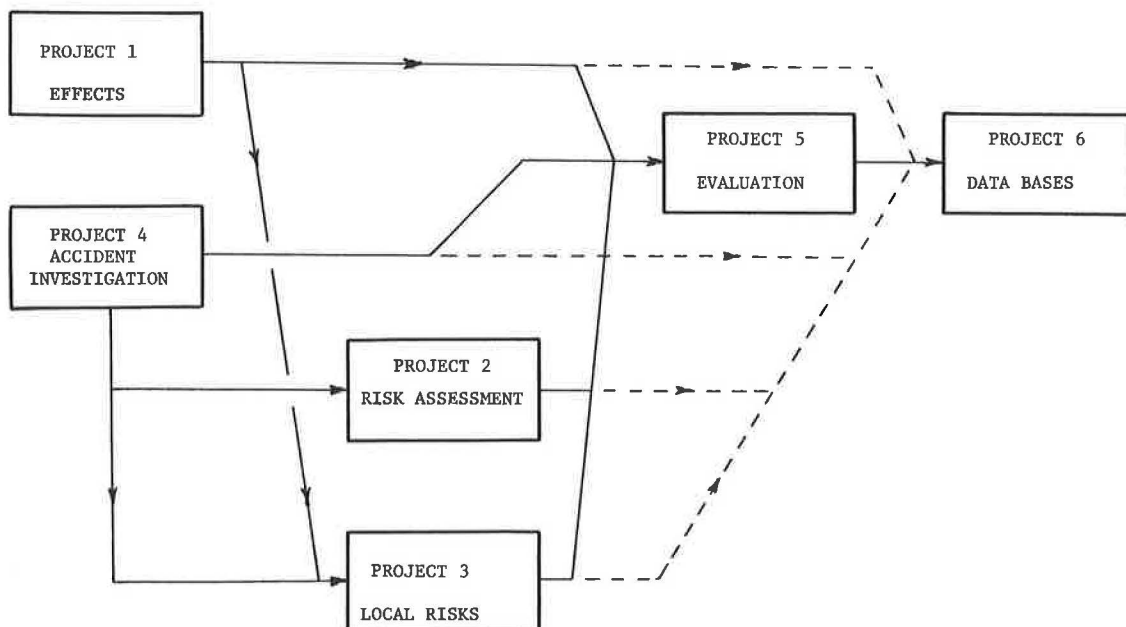 PROJECT 1
EFFECTS
PROJECT 5
EVALUATION
PROJECT 6
DATA BASES
PROJECT 4
ACCIDENT
INVESTIGATION
PROJECT 2
RISK ASSESSMENT
PROJECT 3
LOCAL RISKS